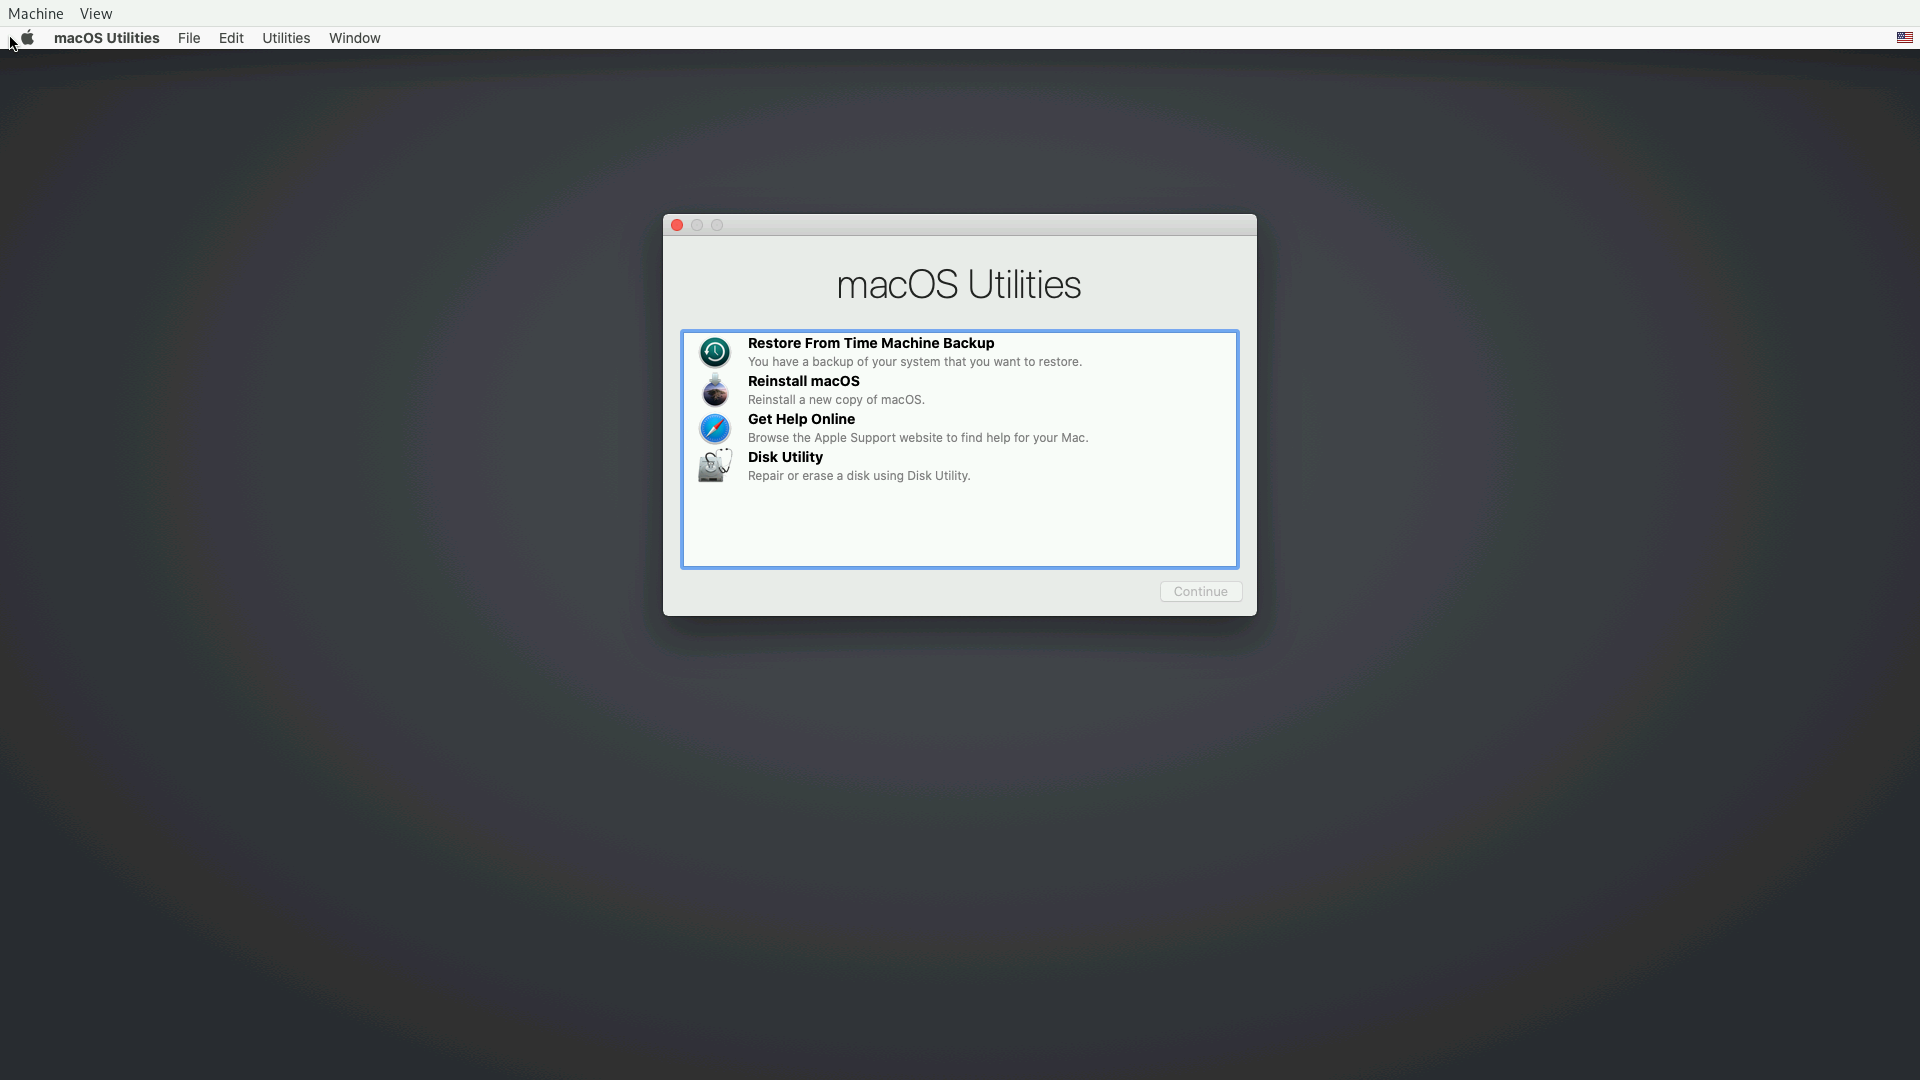 Machine View
macOS Utilities File Edit Utilities Window
macOS Utilities
Restore From Time Machine Backup
You have a backup of your system that you want to restore.
Reinstall macOS
Reinstall a new copy of macOS.
Get Help Online
Browse the Apple Support website to find help for your Mac.
Disk Utility
Repair or erase a disk using Disk Utility.
Continue